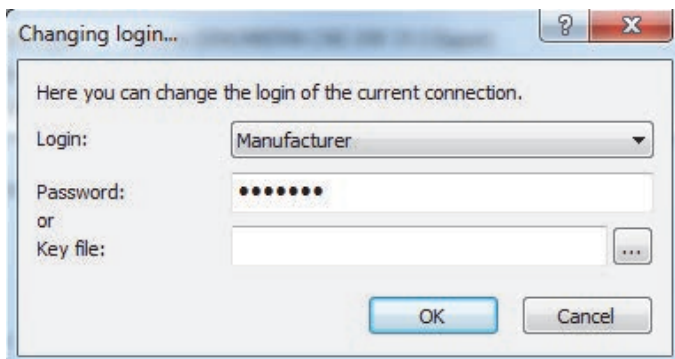 Changing login...
Here you can change the login of the current connection.
Login: Manufacturer
Password: •••••••
or
Key file: ...
OK Cancel